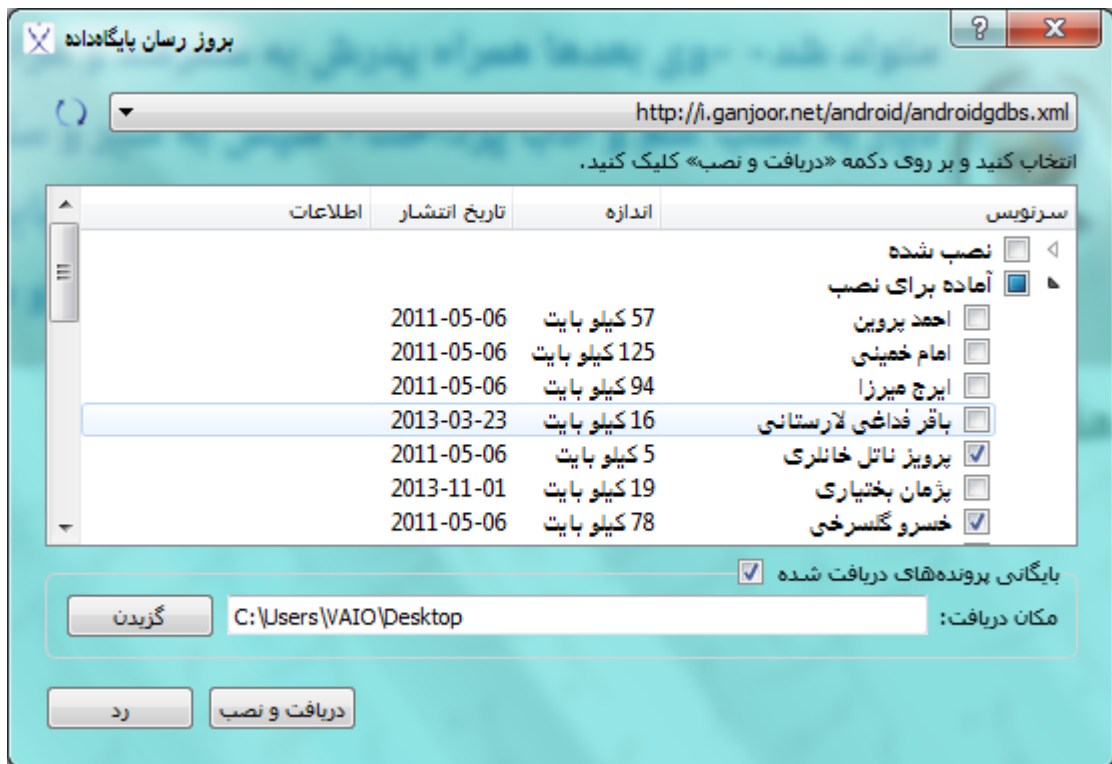 بروز رسان پایگاه‌داده
http://i.ganjoor.net/android/androidgdbs.xml
انتخاب کنید و بر روی دکمه «دریافت و نصب» کلیک کنید.
سرنویس اندازه تاریخ انتشار اطلاعات
نصب شده
آماده برای نصب
احمد پروین 57 کیلو بایت 2011-05-06
امام خمینی 125 کیلو بایت 2011-05-06
ایرج میرزا 94 کیلو بایت 2011-05-06
باقر فداغی لارستانی 16 کیلو بایت 2013-03-23
پرویز ناتل خانلری 5 کیلو بایت 2011-05-06
پژمان بختیاری 19 کیلو بایت 2013-11-01
خسرو گلسرخی 78 کیلو بایت 2011-05-06
بایگانی پرونده‌های دریافت شده
مکان دریافت: C:\Users\VAIO\Desktop گزیدن
دریافت و نصب رد